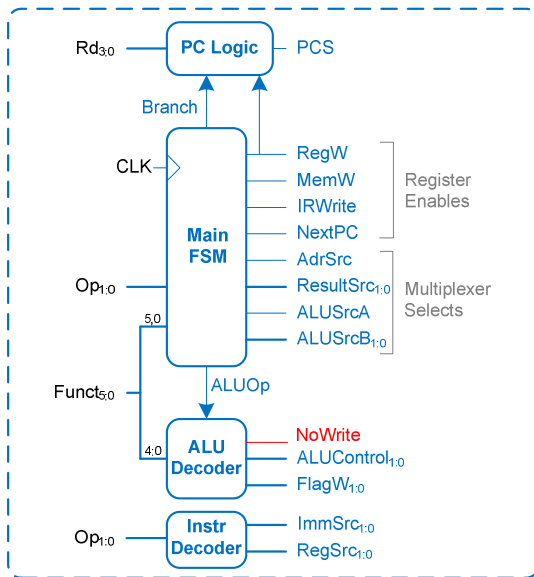 Rd3:0
PC Logic
PCS
Branch
CLK
RegW
MemW
IRWrite
NextPC
Register
Enables
Main
FSM
AdrSrc
Op1:0
ResultSrc1:0
ALUSrcA
ALUSrcB1:0
Multiplexer
Selects
5,0
Funct5:0
ALUOp
4:0
ALU
Decoder
NoWrite
ALUControl1:0
FlagW1:0
Op1:0
Instr
Decoder
ImmSrc1:0
RegSrc1:0